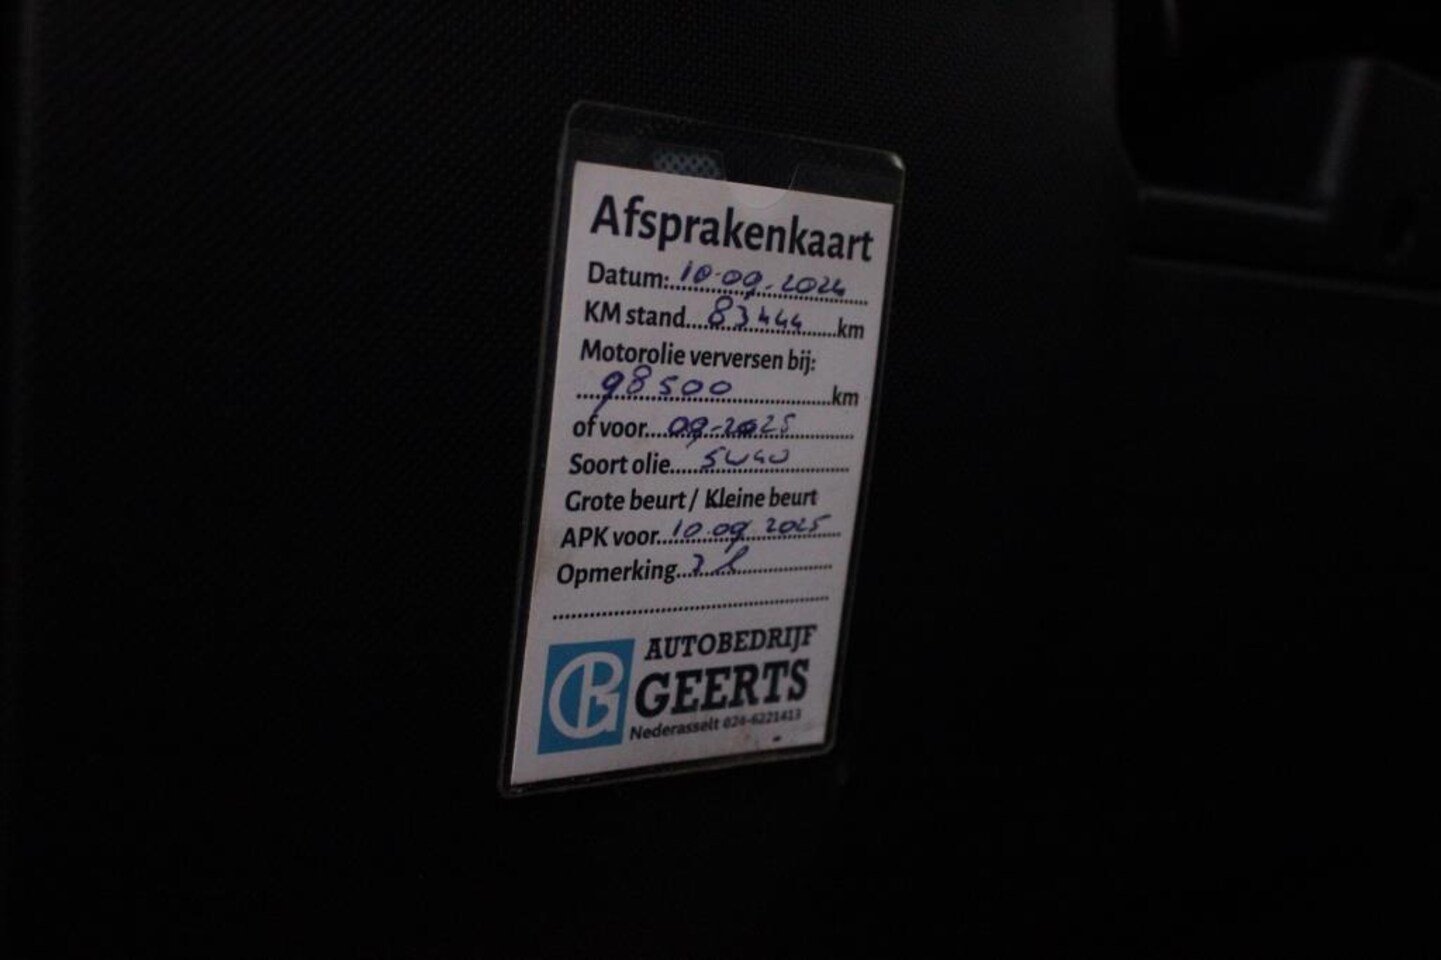 Afsprakenkaart
Datum: 10.09.2024
KM stand 83444 km
Motorolie verversen bij:
98500 km
of voor 09-2025
Soort olie 5W40
Grote beurt / Kleine beurt
APK voor 10.09.2025
Opmerking
AUTOBEDRIJF
GEERTS
Nederasselt 024-6221413